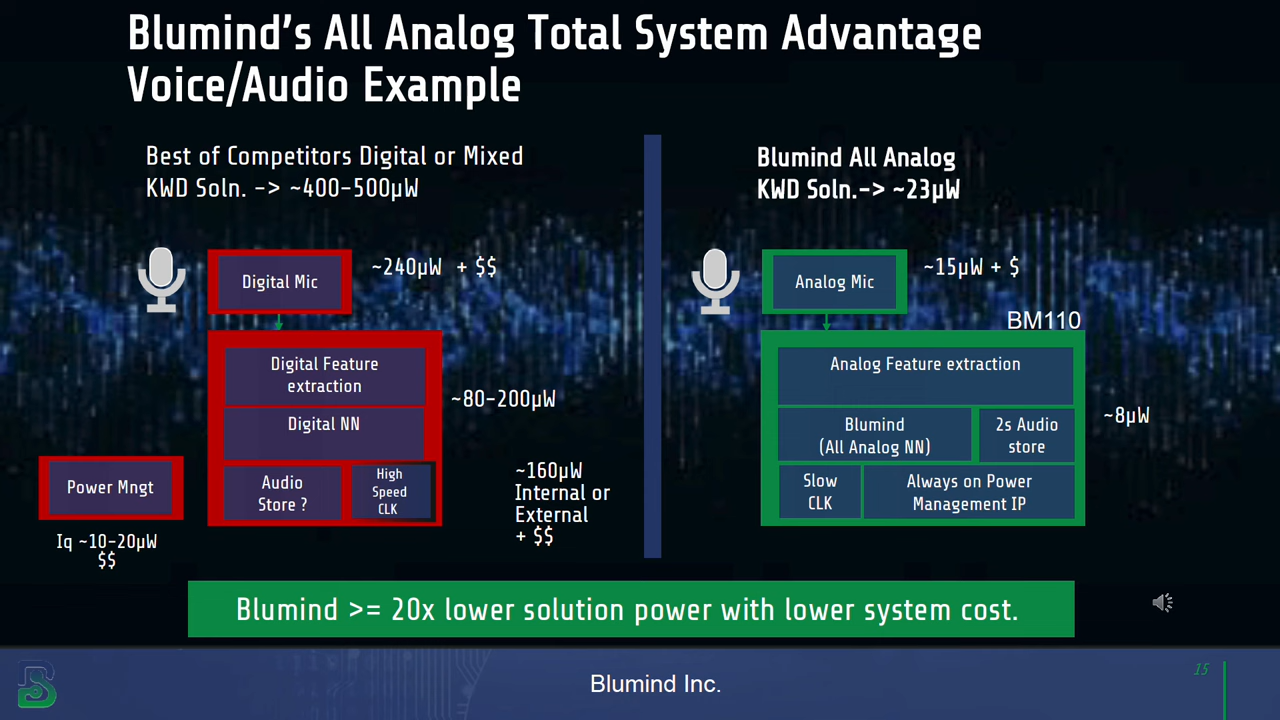 Blumind's All Analog Total System Advantage
Voice/Audio Example
Best of Competitors Digital or Mixed
KWD Soln. -> ~400-500µW
Digital Mic
~240µW + $$
Digital Feature
extraction
Digital NN
Audio
Store ?
High
Speed
CLK
~80-200µW
~160µW
Internal or
External
+ $$
Power Mngt
Iq ~10-20µW
$$
Blumind All Analog
KWD Soln.-> ~23µW
Analog Mic
~15µW + $
BM110
Analog Feature extraction
Blumind
(All Analog NN)
2s Audio
store
Slow
CLK
Always on Power
Management IP
~8µW
Blumind >= 20x lower solution power with lower system cost.
Blumind Inc.
15